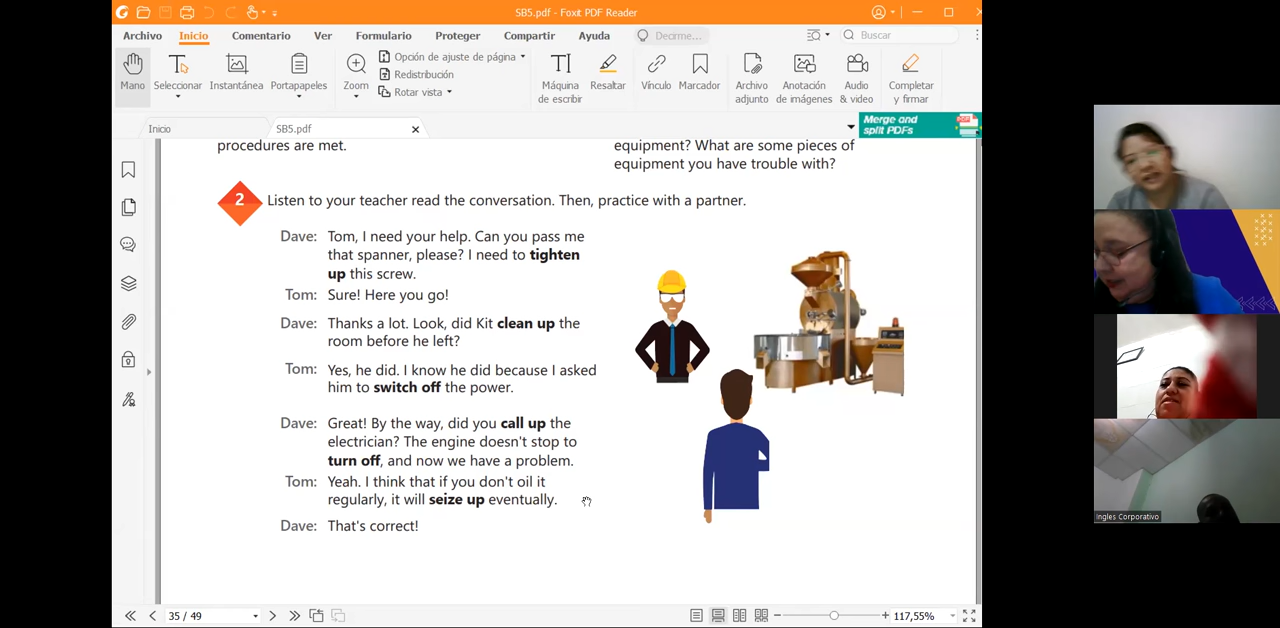 SB5.pdf - Foxit PDF Reader
Archivo Inicio Comentario Ver Formulario Proteger Compartir Ayuda Decirme... Buscar
Mano Seleccionar Instantánea Portapapeles Zoom
Opción de ajuste de página
Redistribución
Rotar vista
Máquina de escribir
Resaltar
Vínculo
Marcador
Archivo adjunto
Anotación de imágenes
Audio & video
Completar y firmar
Inicio
SB5.pdf
Merge and
split PDFs
PDF
procedures are met.
equipment? What are some pieces of
equipment you have trouble with?
2 Listen to your teacher read the conversation. Then, practice with a partner.
Dave: Tom, I need your help. Can you pass me
that spanner, please? I need to tighten
up this screw.
Tom: Sure! Here you go!
Dave: Thanks a lot. Look, did Kit clean up the
room before he left?
Tom: Yes, he did. I know he did because I asked
him to switch off the power.
Dave: Great! By the way, did you call up the
electrician? The engine doesn't stop to
turn off, and now we have a problem.
Tom: Yeah. I think that if you don't oil it
regularly, it will seize up eventually.
Dave: That's correct!
35 / 49
117,55%
Ingles Corporativo